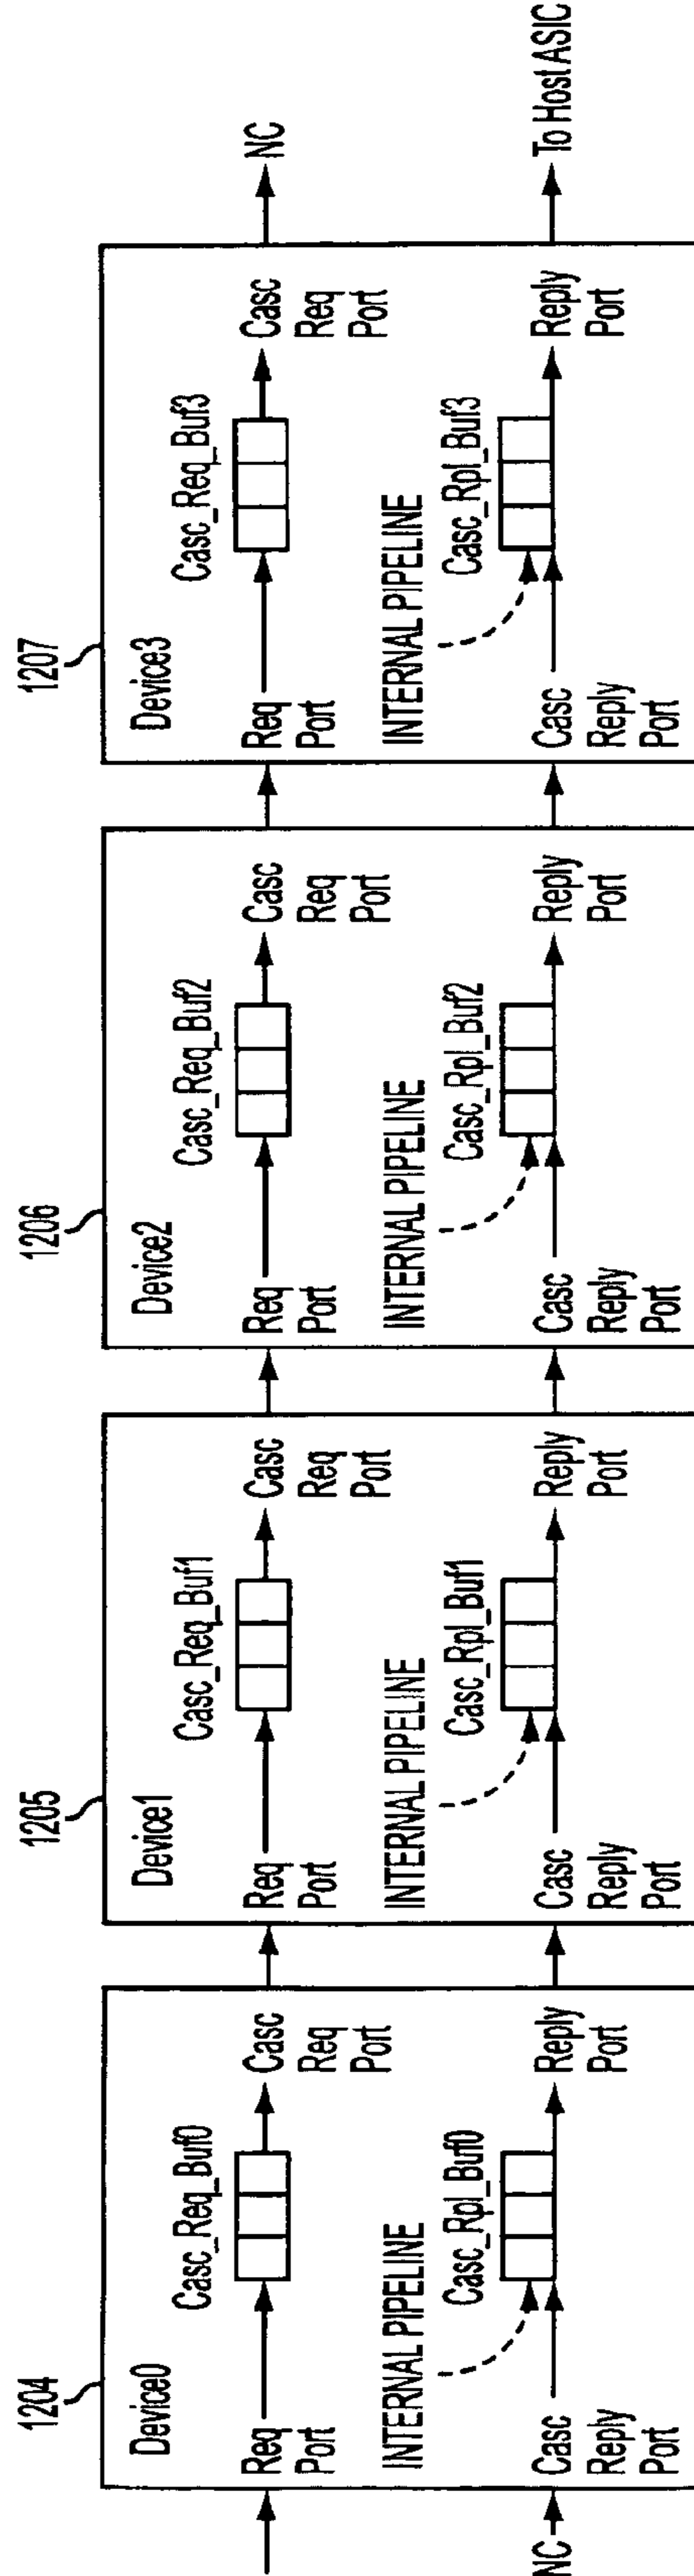 1204
Device0
Req
Port
Casc_Req_Buf0
Casc
Req
Port
INTERNAL PIPELINE
Casc_Rpl_Buf0
NC
Casc
Reply
Port
Reply
Port
1205
Device1
Req
Port
Casc_Req_Buf1
Casc
Req
Port
INTERNAL PIPELINE
Casc_Rpl_Buf1
Casc
Reply
Port
Reply
Port
1206
Device2
Req
Port
Casc_Req_Buf2
Casc
Req
Port
INTERNAL PIPELINE
Casc_Rpl_Buf2
Casc
Reply
Port
Reply
Port
1207
Device3
Req
Port
Casc_Req_Buf3
Casc
Req
Port
NC
INTERNAL PIPELINE
Casc_Rpl_Buf3
Casc
Reply
Port
Reply
Port
To Host ASIC